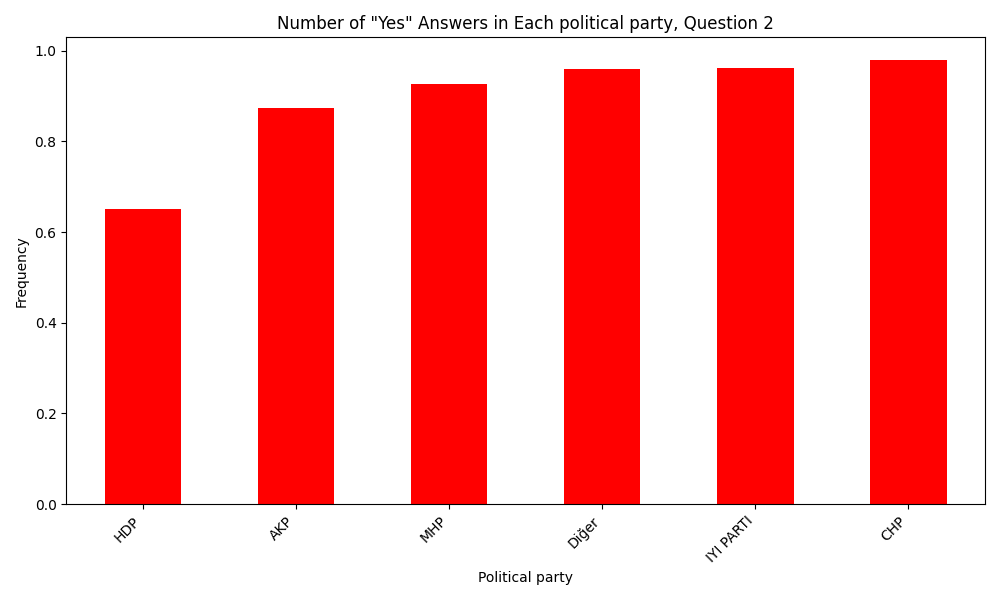 Number of "Yes" Answers in Each political party, Question 2
1.0
0.8
0.6
0.4
0.2
0.0
Frequency
HDP
AKP
MHP
Diğer
IYI PARTI
CHP
Political party